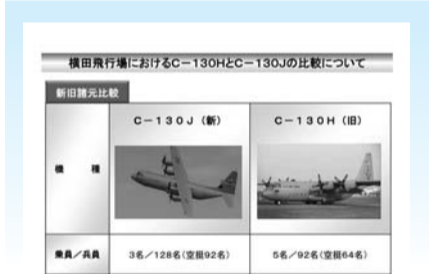 横田飛行場におけるC－130HとC－130Jの比較について
新旧諸元比較
C－130J（新）
C－130H（旧）
機　種
乗員／兵員
3名／128名(空挺92名)
5名／92名(空挺64名)